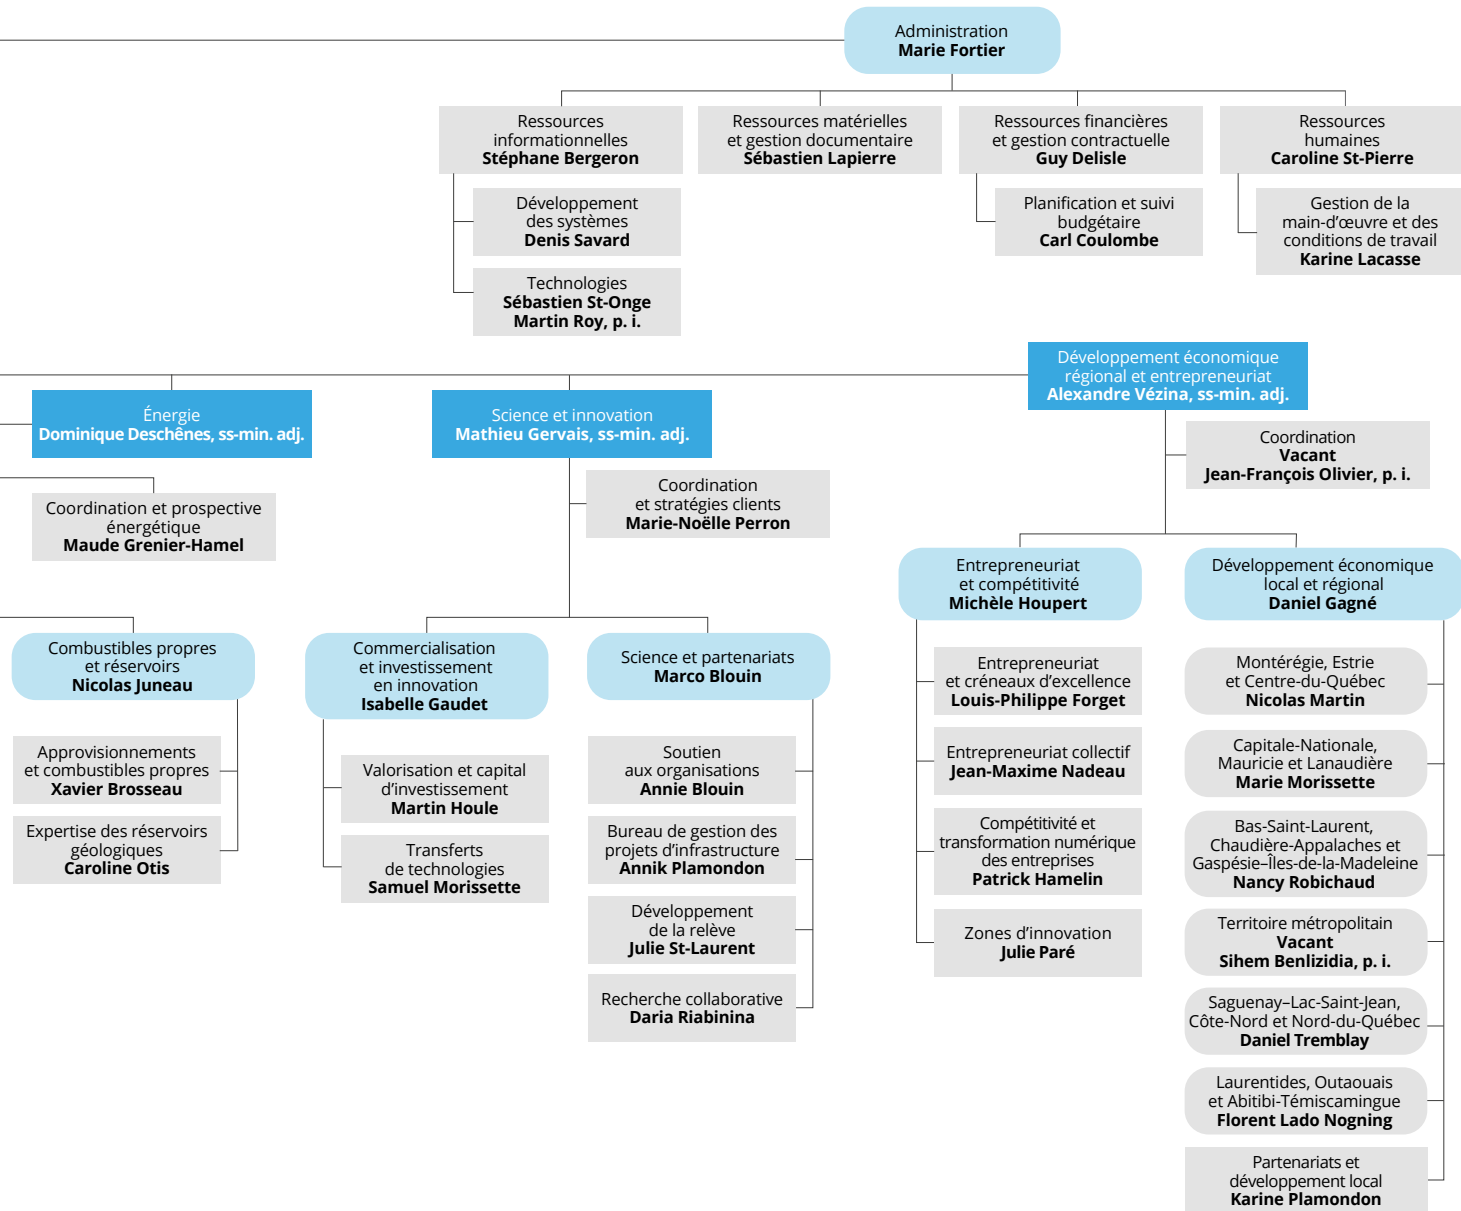 Administration
Marie Fortier
Ressources
informationnelles
Stéphane Bergeron
Ressources matérielles
et gestion documentaire
Sébastien Lapierre
Ressources financières
et gestion contractuelle
Guy Delisle
Ressources
humaines
Caroline St-Pierre
Développement
des systèmes
Denis Savard
Technologies
Sébastien St-Onge
Martin Roy, p. i.
Planification et suivi
budgétaire
Carl Coulombe
Gestion de la
main-d’œuvre et des
conditions de travail
Karine Lacasse
Énergie
Dominique Deschênes, ss-min. adj.
Coordination et prospective
énergétique
Maude Grenier-Hamel
Combustibles propres
et réservoirs
Nicolas Juneau
Approvisionnements
et combustibles propres
Xavier Brosseau
Expertise des réservoirs
géologiques
Caroline Otis
Science et innovation
Mathieu Gervais, ss-min. adj.
Coordination
et stratégies clients
Marie-Noëlle Perron
Commercialisation
et investissement
en innovation
Isabelle Gaudet
Valorisation et capital
d’investissement
Martin Houle
Transferts
de technologies
Samuel Morissette
Science et partenariats
Marco Blouin
Soutien
aux organisations
Annie Blouin
Bureau de gestion des
projets d’infrastructure
Annik Plamondon
Développement
de la relève
Julie St-Laurent
Recherche collaborative
Daria Riabinina
Développement économique
régional et entrepreneuriat
Alexandre Vézina, ss-min. adj.
Coordination
Vacant
Jean-François Olivier, p. i.
Entrepreneuriat
et compétitivité
Michèle Houpert
Entrepreneuriat
et créneaux d’excellence
Louis-Philippe Forget
Entrepreneuriat collectif
Jean-Maxime Nadeau
Compétitivité et
transformation numérique
des entreprises
Patrick Hamelin
Zones d’innovation
Julie Paré
Développement économique
local et régional
Daniel Gagné
Montérégie, Estrie
et Centre-du-Québec
Nicolas Martin
Capitale-Nationale,
Mauricie et Lanaudière
Marie Morissette
Bas-Saint-Laurent,
Chaudière-Appalaches et
Gaspésie–Îles-de-la-Madeleine
Nancy Robichaud
Territoire métropolitain
Vacant
Sihem Benlizidia, p. i.
Saguenay–Lac-Saint-Jean,
Côte-Nord et Nord-du-Québec
Daniel Tremblay
Laurentides, Outaouais
et Abitibi-Témiscamingue
Florent Lado Nogning
Partenariats et
développement local
Karine Plamondon